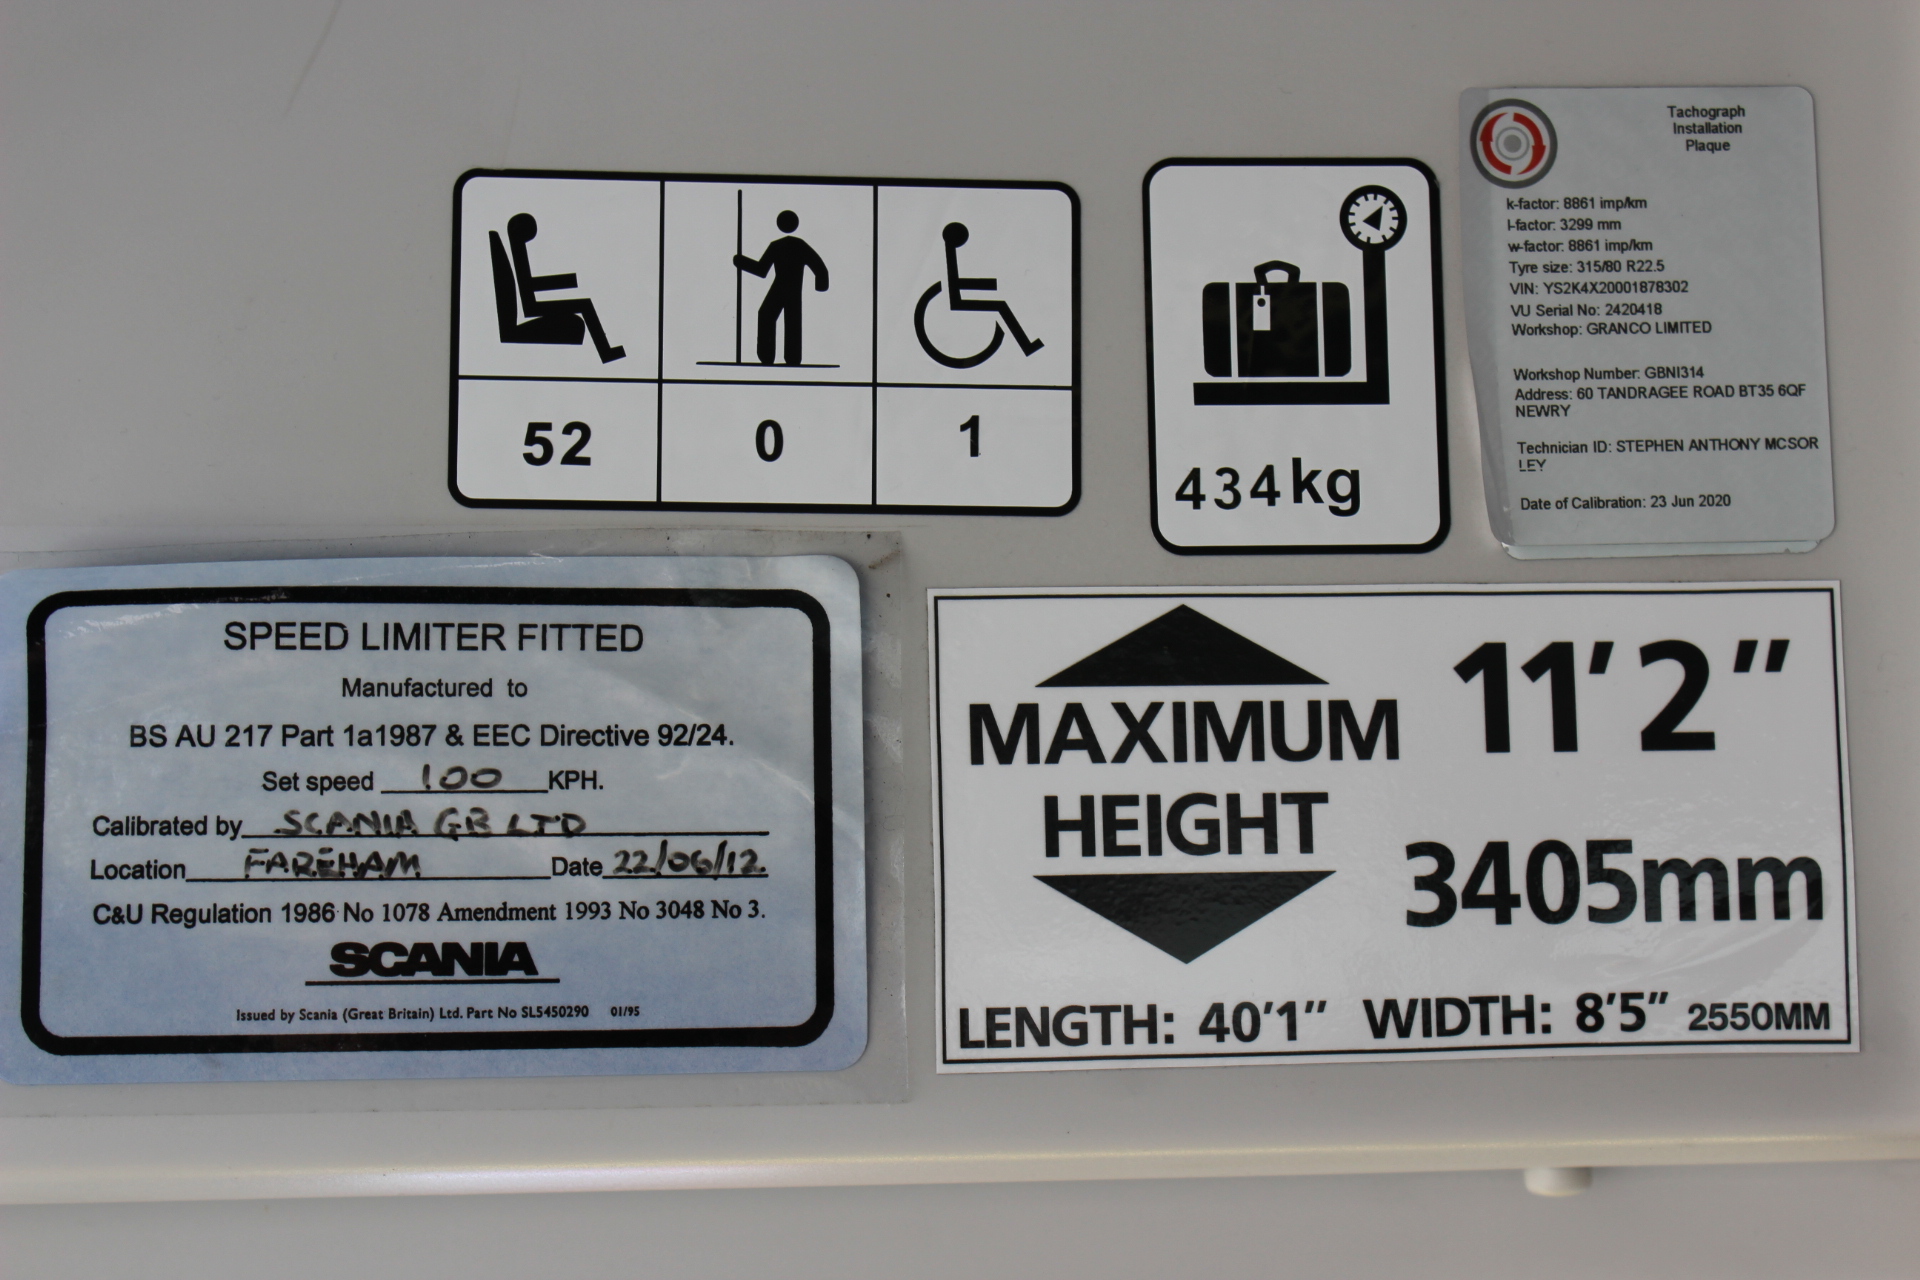 52
0
1
434kg
Tachograph
Installation
Plaque
k-factor: 8861 imp/km
l-factor: 3299 mm
w-factor: 8861 imp/km
Tyre size: 315/80 R22.5
VIN: YS2K4X20001878302
VU Serial No: 2420418
Workshop: GRANCO LIMITED
Workshop Number: GBNI314
Address: 60 TANDRAGEE ROAD BT35 6QF
NEWRY
Technician ID: STEPHEN ANTHONY MCSOR
LEY
Date of Calibration: 23 Jun 2020
SPEED LIMITER FITTED
Manufactured to
BS AU 217 Part 1a1987 & EEC Directive 92/24.
Set speed 100 KPH.
Calibrated by SCANIA GB LTD
Location FAREHAM Date 22/06/12
C&U Regulation 1986 No 1078 Amendment 1993 No 3048 No 3.
SCANIA
Issued by Scania (Great Britain) Ltd. Part No SL5450290 01/95
MAXIMUM
HEIGHT
11'2"
3405mm
LENGTH: 40'1" WIDTH: 8'5" 2550MM